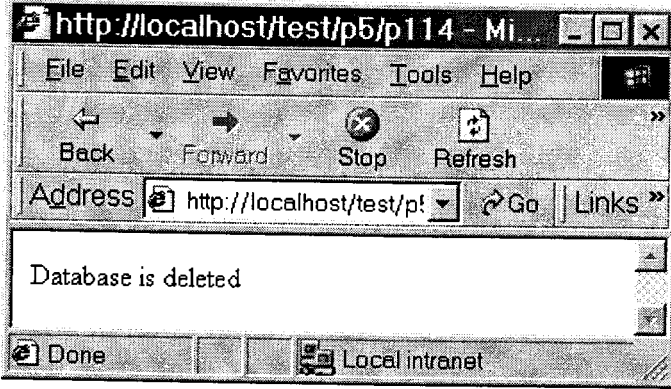 http://localhost/test/p5/p114 - Mi...
File Edit View Favorites Tools Help
Back Forward Stop Refresh »
Address http://localhost/test/p! Go Links »
Database is deleted
Done Local intranet